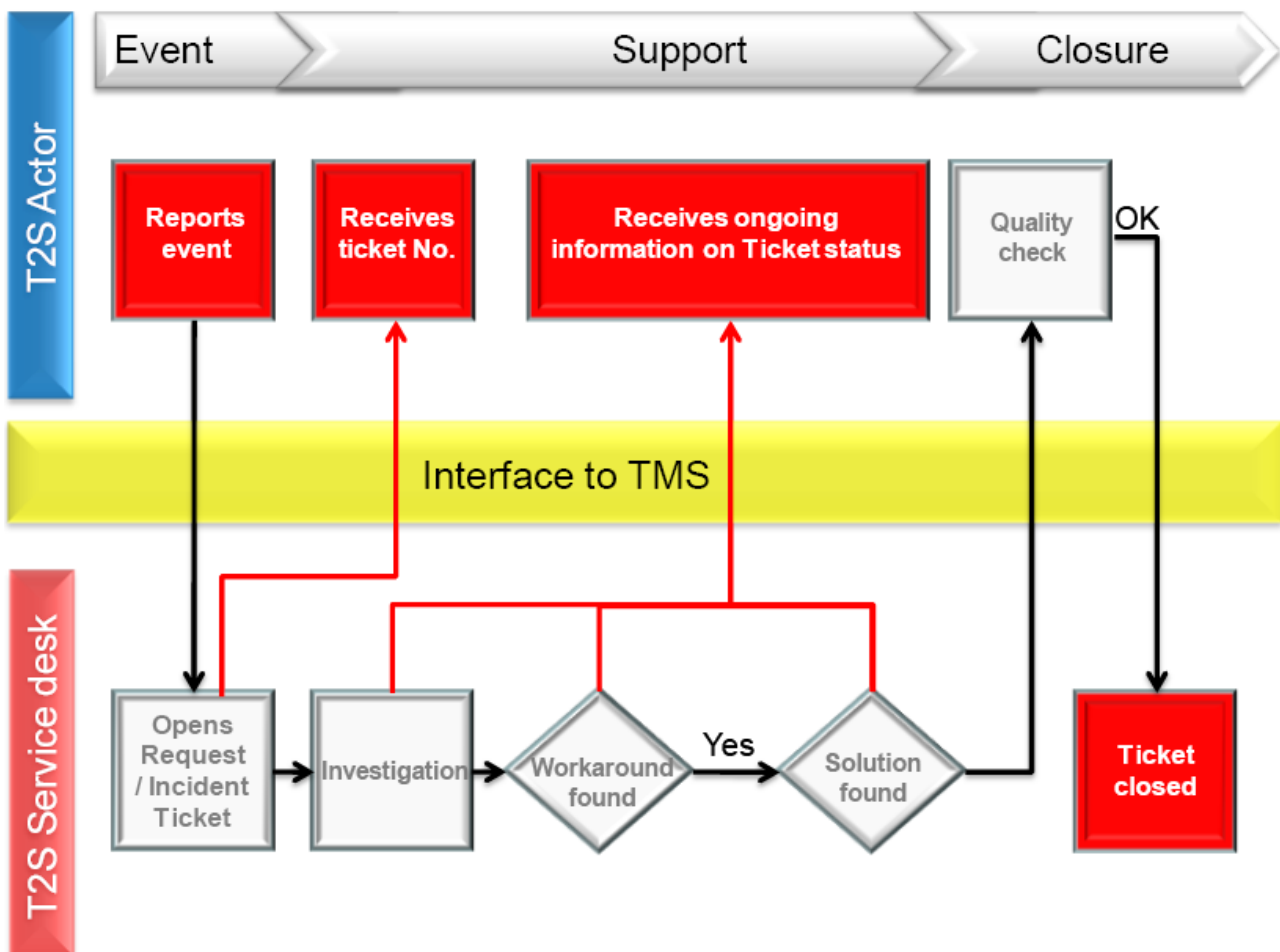 Event
Support
Closure
T2S Actor
Reports
event
Receives
ticket No.
Receives ongoing
information on Ticket status
Quality
check
OK
Interface to TMS
T2S Service desk
Opens
Request
/ Incident
Ticket
Investigation
Workaround
found
Yes
Solution
found
Ticket
closed